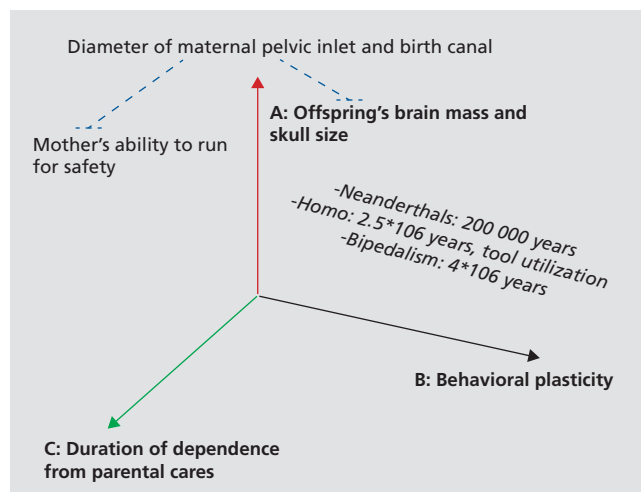 Diameter of maternal pelvic inlet and birth canal
A: Offspring’s brain mass and
skull size
Mother’s ability to run
for safety
-Neanderthals: 200 000 years
-Homo: 2.5*106 years, tool utilization
-Bipedalism: 4*106 years
B: Behavioral plasticity
C: Duration of dependence
from parental cares